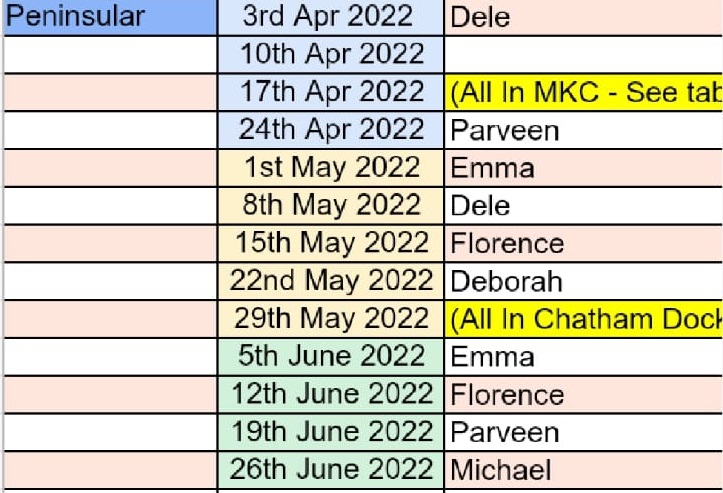 Peninsular 3rd Apr 2022 Dele
10th Apr 2022
17th Apr 2022 (All In MKC - See tab
24th Apr 2022 Parveen
1st May 2022 Emma
8th May 2022 Dele
15th May 2022 Florence
22nd May 2022 Deborah
29th May 2022 (All In Chatham Dock
5th June 2022 Emma
12th June 2022 Florence
19th June 2022 Parveen
26th June 2022 Michael